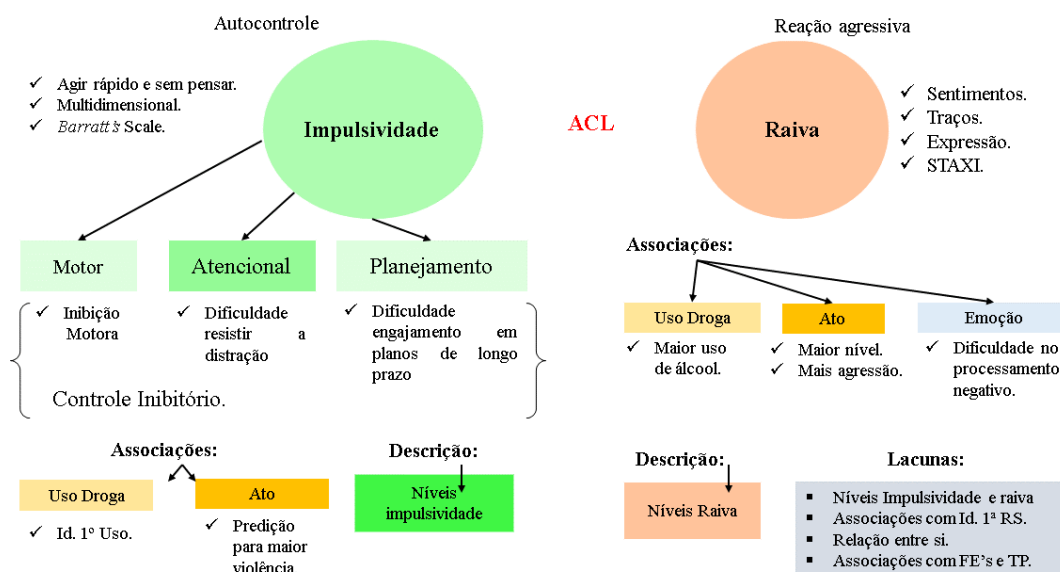 Autocontrole
✓ Agir rápido e sem pensar.
✓ Multidimensional.
✓ Barratt's Scale.
Impulsividade
ACL
Reação agressiva
Raiva
✓ Sentimentos.
✓ Traços.
✓ Expressão.
✓ STAXI.
Motor
Atencional
Planejamento
✓ Inibição
Motora
✓ Dificuldade
resistir a
distração
✓ Dificuldade
engajamento em
planos de longo
prazo
Controle Inibitório.
Associações:
Uso Droga
Ato
Emoção
✓ Maior uso
de álcool.
✓ Maior nível.
✓ Mais agressão.
✓ Dificuldade no
processamento
negativo.
Associações:
Uso Droga
Ato
✓ Id. 1º Uso.
✓ Predição
para maior
violência
Descrição:
Níveis
impulsividade
Descrição:
Níveis Raiva
Lacunas:
▪ Níveis Impulsividade e raiva
▪ Associações com Id. 1ª RS.
▪ Relação entre si.
▪ Associações com FE's e TP.